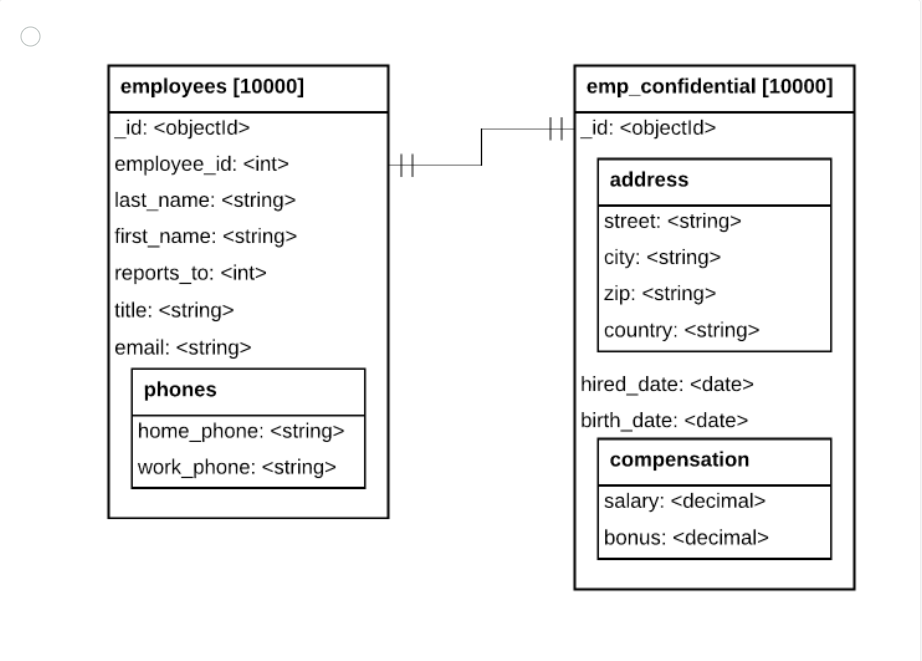 employees [10000]
_id: <objectId>
employee_id: <int>
last_name: <string>
first_name: <string>
reports_to: <int>
title: <string>
email: <string>
phones
home_phone: <string>
work_phone: <string>
emp_confidential [10000]
_id: <objectId>
address
street: <string>
city: <string>
zip: <string>
country: <string>
hired_date: <date>
birth_date: <date>
compensation
salary: <decimal>
bonus: <decimal>